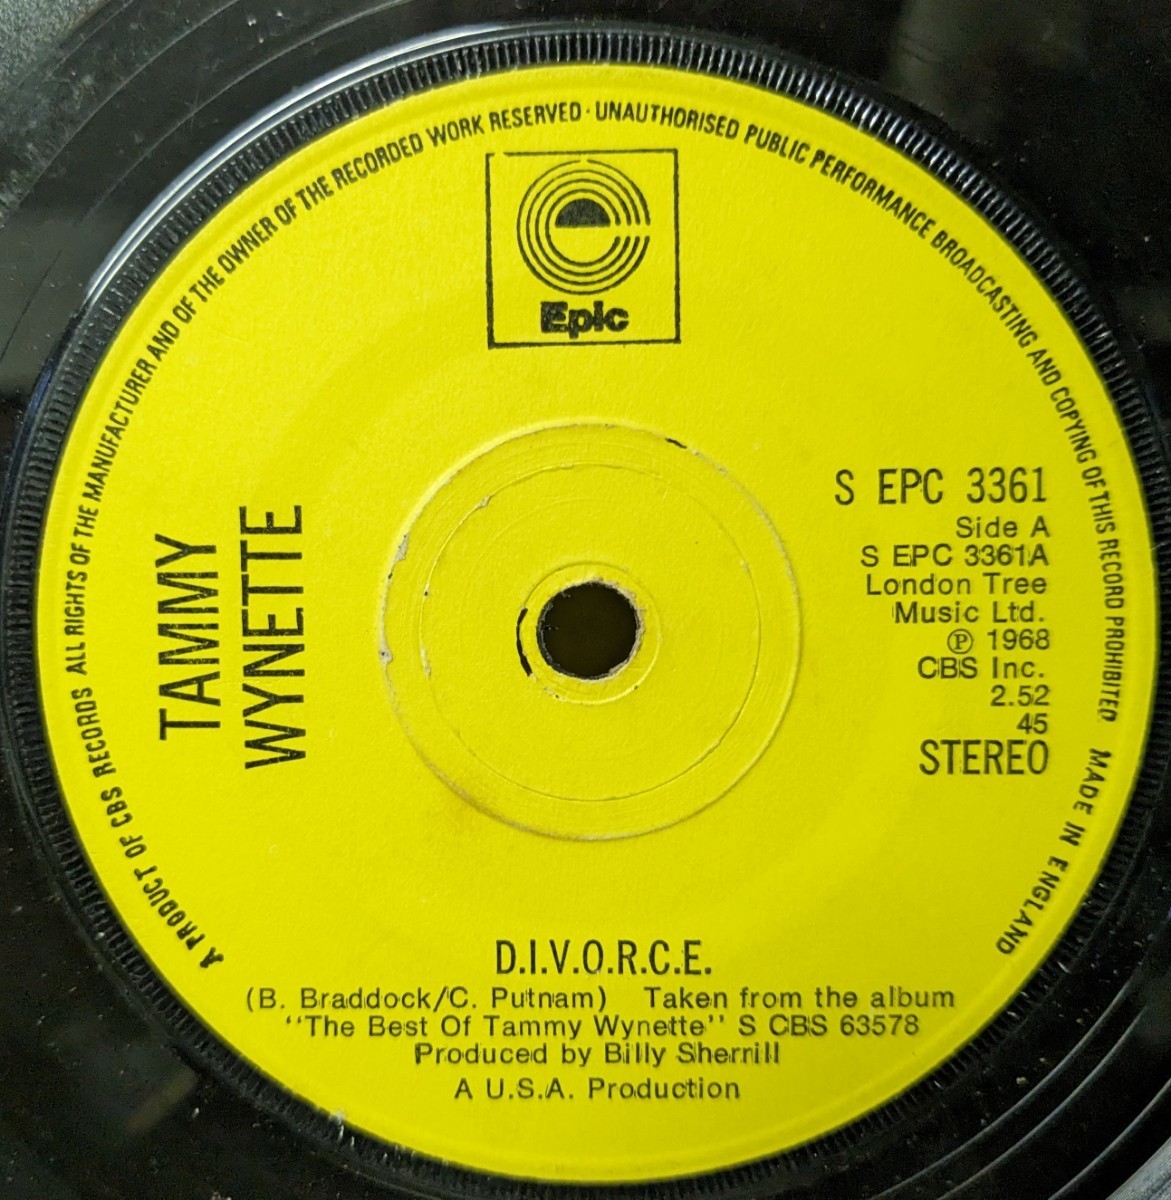 A PRODUCT OF CBS RECORDS ALL RIGHTS OF THE MANUFACTURER AND OF THE OWNER OF THE RECORDED WORK RESERVED · UNAUTHORISED PUBLIC PERFORMANCE BROADCASTING AND COPYING OF THIS RECORD PROHIBITED MADE IN ENGLAND
e
Epic
TAMMY
WYNETTE
S EPC 3361
Side A
S EPC 3361A
London Tree
Music Ltd.
℗ 1968
CBS Inc.
2.52
45
STEREO
D.I.V.O.R.C.E.
(B. Braddock/C. Putnam) Taken from the album
"The Best Of Tammy Wynette" S CBS 63578
Produced by Billy Sherrill
A U.S.A. Production